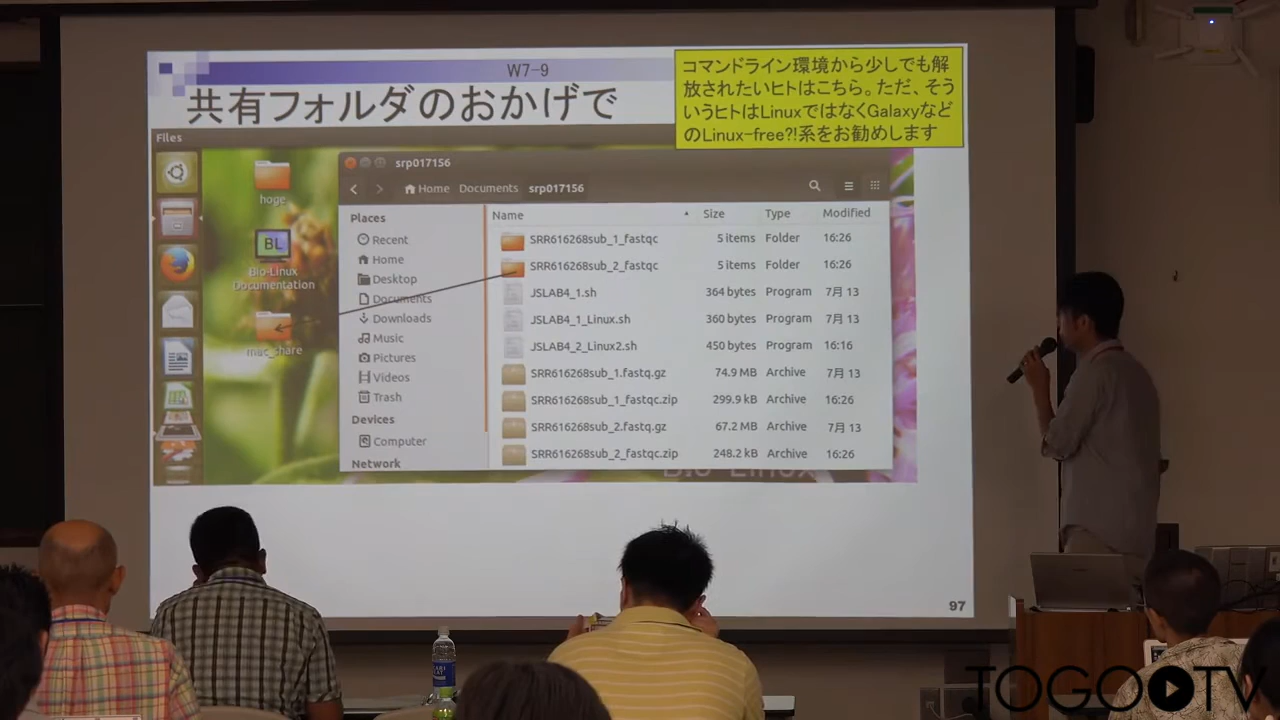 W7-9
共有フォルダのおかげで
コマンドライン環境から少しでも解
放されたいヒトはこちら。ただ、そう
いうヒトはLinuxではなくGalaxyなど
のLinux-free?!系をお勧めします
Files
hoge
BL
Bio-Linux
Documentation
mac_share
srp017156
Home Documents srp017156
Places
Recent
Home
Desktop
Documents
Downloads
Music
Pictures
Videos
Trash
Devices
Computer
Network
Name Size Type Modified
SRR616268sub_1_fastqc 5 items Folder 16:26
SRR616268sub_2_fastqc 5 items Folder 16:26
JSLAB4_1.sh 364 bytes Program 7月 13
JSLAB4_1_Linux.sh 360 bytes Program 7月 13
JSLAB4_2_Linux2.sh 450 bytes Program 16:16
SRR616268sub_1.fastq.gz 74.9 MB Archive 7月 13
SRR616268sub_1_fastqc.zip 299.9 kB Archive 16:26
SRR616268sub_2.fastq.gz 67.2 MB Archive 7月 13
SRR616268sub_2_fastqc.zip 248.2 kB Archive 16:26
Bio-Linux
97
TOGOTV